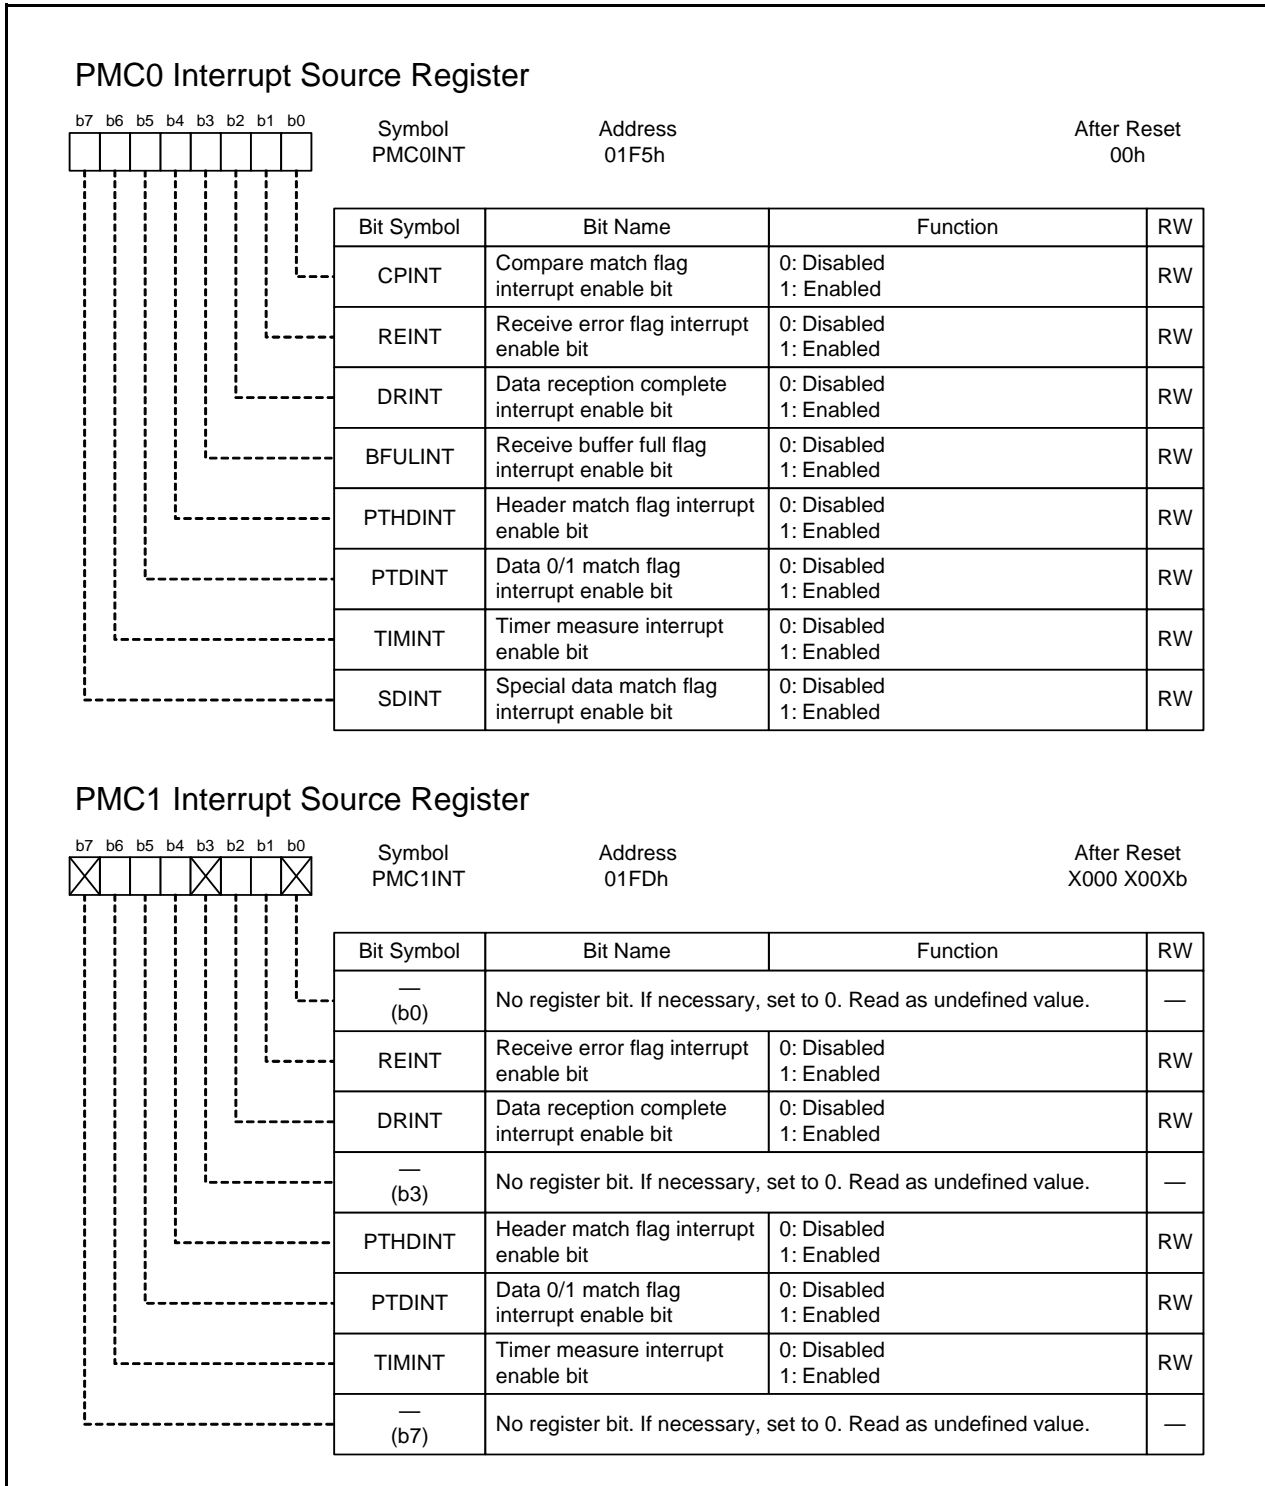 PMC0 Interrupt Source Register
b7 b6 b5 b4 b3 b2 b1 b0
Symbol Address After Reset
PMC0INT 01F5h 00h
Bit Symbol Bit Name Function RW
CPINT Compare match flag interrupt enable bit 0: Disabled 1: Enabled RW
REINT Receive error flag interrupt enable bit 0: Disabled 1: Enabled RW
DRINT Data reception complete interrupt enable bit 0: Disabled 1: Enabled RW
BFULINT Receive buffer full flag interrupt enable bit 0: Disabled 1: Enabled RW
PTHDINT Header match flag interrupt enable bit 0: Disabled 1: Enabled RW
PTDINT Data 0/1 match flag interrupt enable bit 0: Disabled 1: Enabled RW
TIMINT Timer measure interrupt enable bit 0: Disabled 1: Enabled RW
SDINT Special data match flag interrupt enable bit 0: Disabled 1: Enabled RW
PMC1 Interrupt Source Register
b7 b6 b5 b4 b3 b2 b1 b0
Symbol Address After Reset
PMC1INT 01FDh X000 X00Xb
Bit Symbol Bit Name Function RW
— (b0) No register bit. If necessary, set to 0. Read as undefined value. —
REINT Receive error flag interrupt enable bit 0: Disabled 1: Enabled RW
DRINT Data reception complete interrupt enable bit 0: Disabled 1: Enabled RW
— (b3) No register bit. If necessary, set to 0. Read as undefined value. —
PTHDINT Header match flag interrupt enable bit 0: Disabled 1: Enabled RW
PTDINT Data 0/1 match flag interrupt enable bit 0: Disabled 1: Enabled RW
TIMINT Timer measure interrupt enable bit 0: Disabled 1: Enabled RW
— (b7) No register bit. If necessary, set to 0. Read as undefined value. —